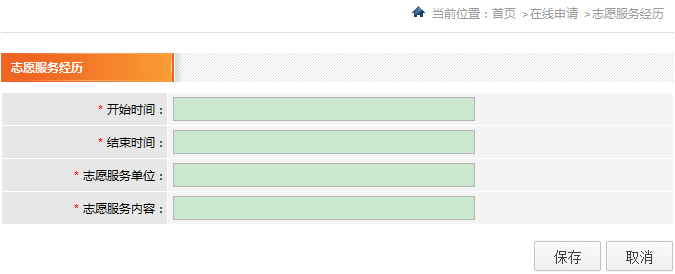 当前位置：首页 >在线申请 >志愿服务经历
志愿服务经历
* 开始时间：
* 结束时间：
* 志愿服务单位：
* 志愿服务内容：
保存 取消